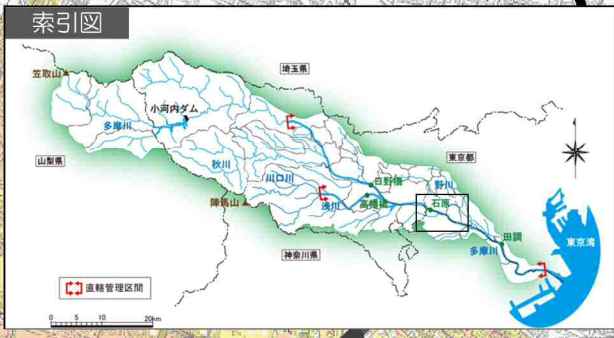 索引図
笠取山
埼玉県
小河内ダム
多摩川
山梨県
秋川
川口川
東京都
日野橋
野川
陣馬山
浅川
高幡橋
石原
田調
多摩川
東京湾
神奈川県
直轄管理区間
0 5 10 20km